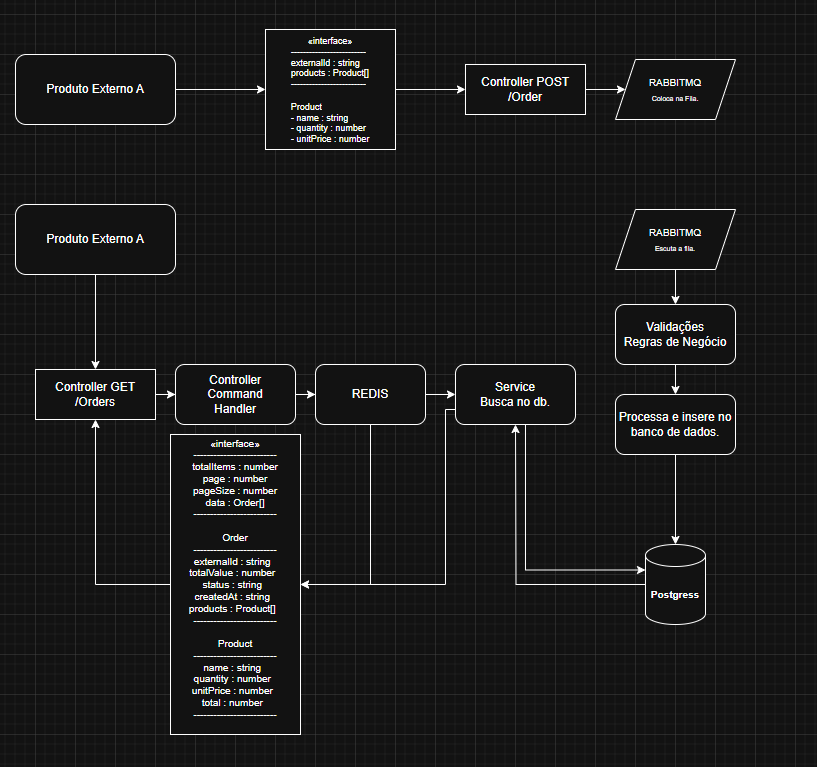 Produto Externo A
«interface»
------------------------
externalId : string
products : Product[]
------------------------
Product
- name : string
- quantity : number
- unitPrice : number
Controller POST
/Order
RABBITMQ
Coloca na Fila.
Produto Externo A
RABBITMQ
Escuta a fila.
Validações
Regras de Negócio
Processa e insere no
banco de dados.
Postgress
Controller GET
/Orders
Controller
Command
Handler
REDIS
Service
Busca no db.
«interface»
------------------------
totalItems : number
page : number
pageSize : number
data : Order[]
------------------------
Order
------------------------
externalId : string
totalValue : number
status : string
createdAt : string
products : Product[]
------------------------
Product
------------------------
name : string
quantity : number
unitPrice : number
total : number
------------------------